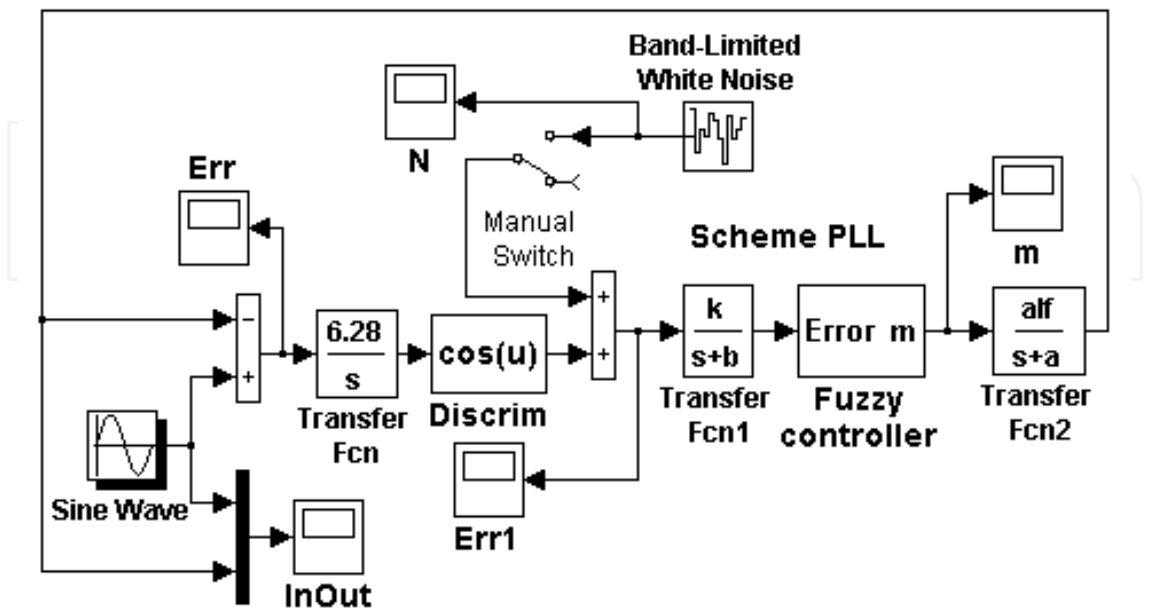 Band-Limited
White Noise
N
Err
Manual
Switch
Scheme PLL
m
−
+
6.28
s
Transfer
Fcn
cos(u)
Discrim
+
+
k
s+b
Transfer
Fcn1
Error m
Fuzzy
controller
alf
s+a
Transfer
Fcn2
Sine Wave
Err1
InOut